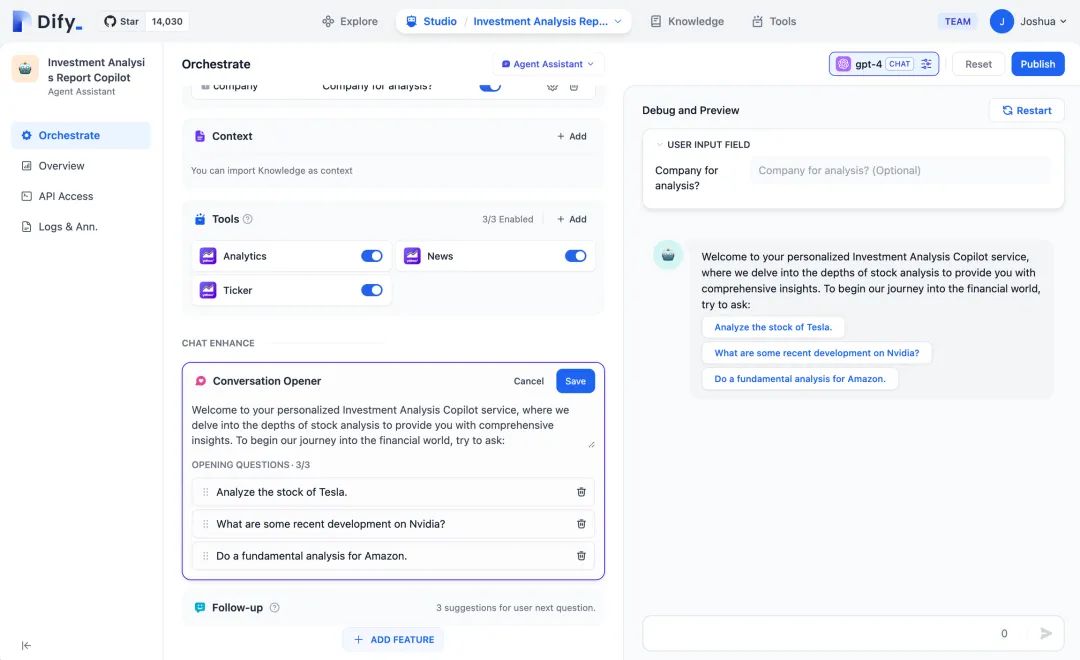 Dify_
Star 14,030
Explore
Studio / Investment Analysis Rep...
Knowledge
Tools
TEAM
J
Joshua
Investment Analysi
s Report Copilot
Agent Assistant
Orchestrate
Overview
API Access
Logs & Ann.
Orchestrate
Agent Assistant
gpt-4 CHAT
Reset
Publish
company Company for analysis?
Context
+ Add
You can import Knowledge as context
Tools
3/3 Enabled
+ Add
Analytics
News
Ticker
CHAT ENHANCE
Conversation Opener
Cancel
Save
Welcome to your personalized Investment Analysis Copilot service, where we
delve into the depths of stock analysis to provide you with comprehensive
insights. To begin our journey into the financial world, try to ask:
OPENING QUESTIONS · 3/3
Analyze the stock of Tesla.
What are some recent development on Nvidia?
Do a fundamental analysis for Amazon.
Follow-up
3 suggestions for user next question.
+ ADD FEATURE
Debug and Preview
Restart
USER INPUT FIELD
Company for
analysis?
Company for analysis? (Optional)
Welcome to your personalized Investment Analysis Copilot service,
where we delve into the depths of stock analysis to provide you with
comprehensive insights. To begin our journey into the financial world,
try to ask:
Analyze the stock of Tesla.
What are some recent development on Nvidia?
Do a fundamental analysis for Amazon.
0